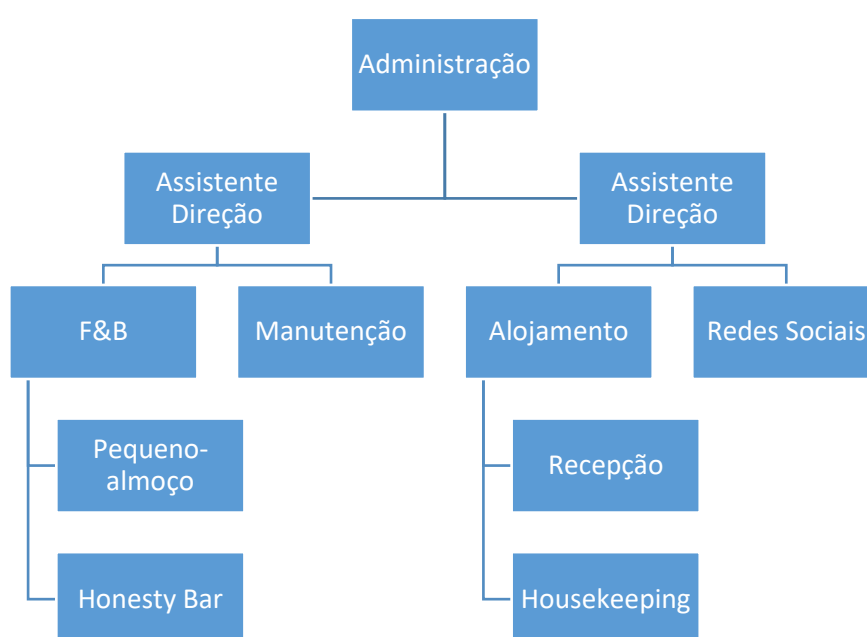 Administração
Assistente
Direção
Assistente
Direção
F&B
Manutenção
Alojamento
Redes Sociais
Pequeno-
almoço
Recepção
Honesty Bar
Housekeeping